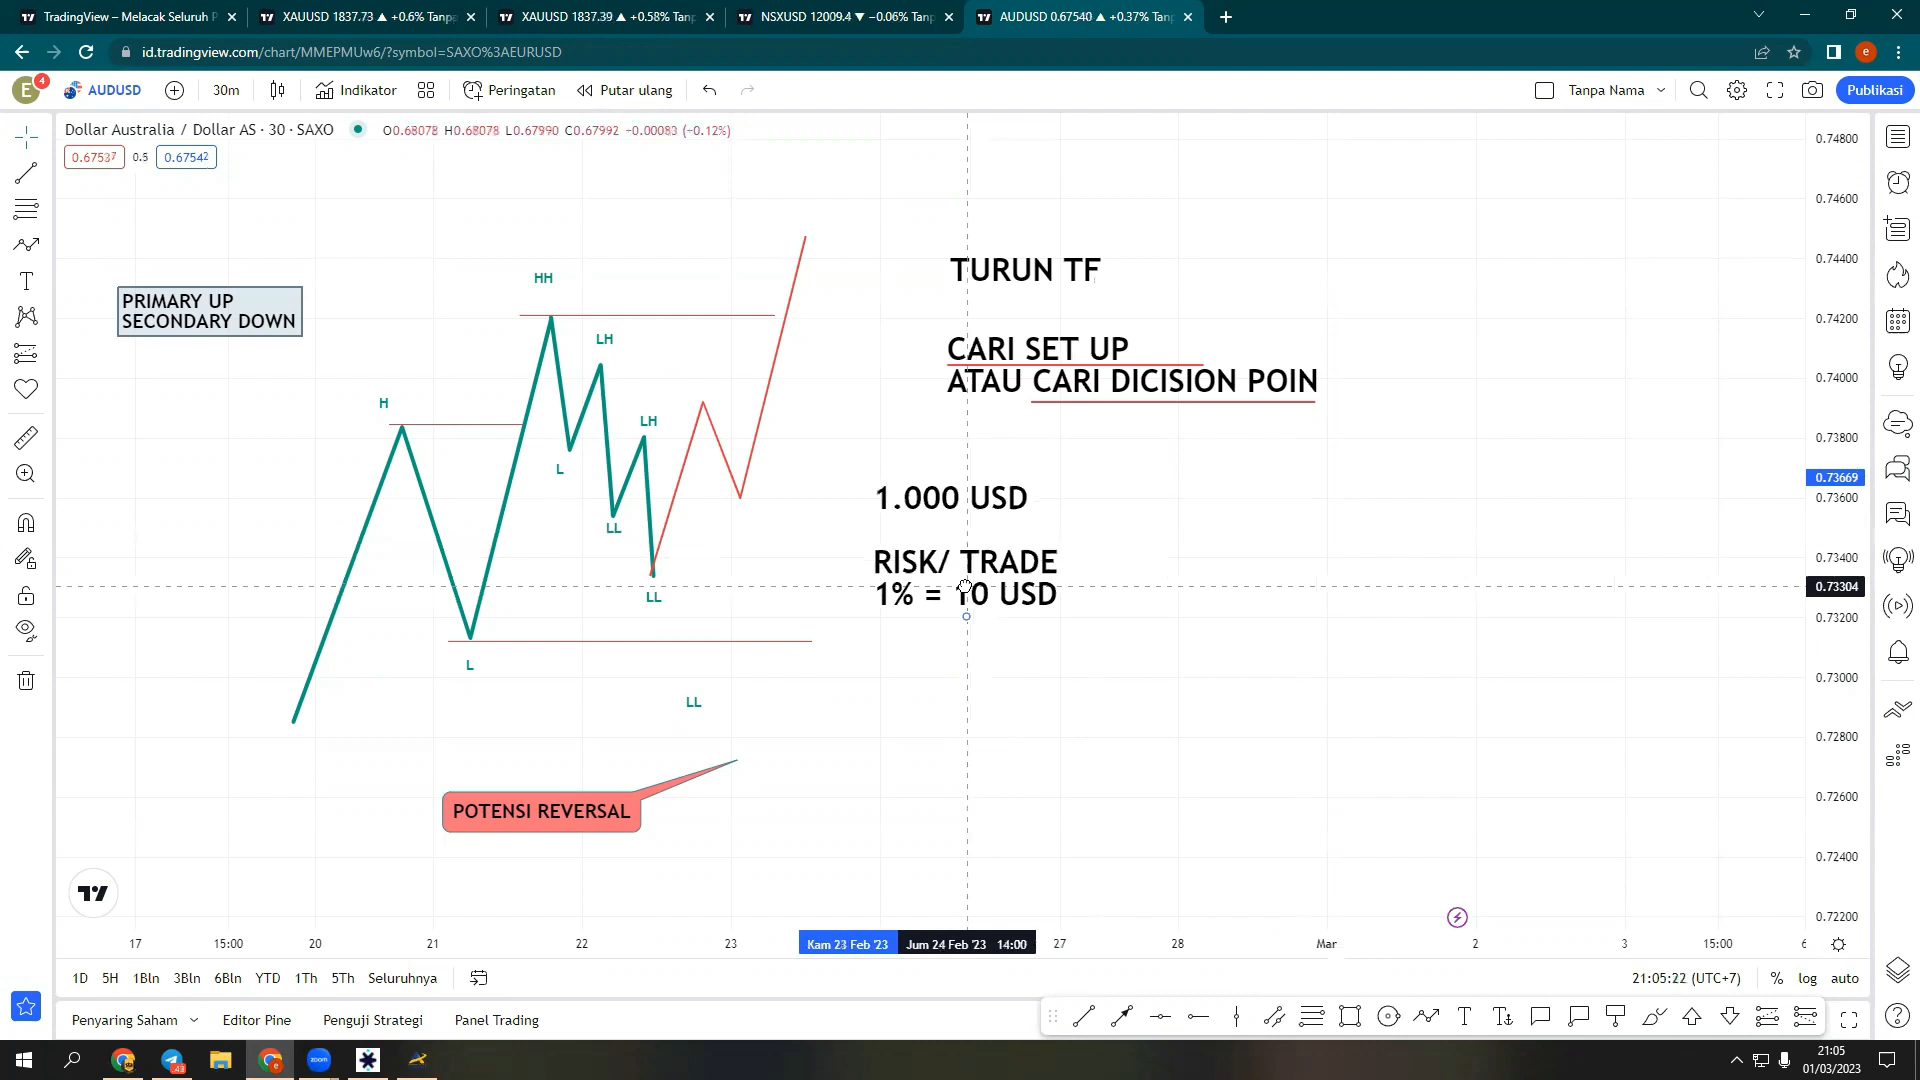 TradingView – Melacak Seluruh P
XAUUSD 1837.73 ▲ +0.6% Tanpa
XAUUSD 1837.39 ▲ +0.58% Tan
NSXUSD 12009.4 ▼ −0.06% Tanp
AUDUSD 0.67540 ▲ +0.37% Tan
id.tradingview.com/chart/MMEPMUw6/?symbol=SAXO%3AEURUSD
e
E
4
AUDUSD
30m
Indikator
Peringatan
Putar ulang
Tanpa Nama
Publikasi
Dollar Australia / Dollar AS · 30 · SAXO
O0.68078 H0.68078 L0.67990 C0.67992 −0.00083 (−0.12%)
0.67537
0.5
0.67542
PRIMARY UP
SECONDARY DOWN
H
HH
LH
LH
L
LL
LL
L
LL
POTENSI REVERSAL
TURUN TF
CARI SET UP
ATAU CARI DICISION POIN
1.000 USD
RISK/ TRADE
1% = 10 USD
0.74800
0.74600
0.74400
0.74200
0.74000
0.73800
0.73669
0.73600
0.73400
0.73304
0.73200
0.73000
0.72800
0.72600
0.72400
0.72200
17
15:00
20
21
22
23
Kam 23 Feb '23
Jum 24 Feb '23 14:00
27
28
Mar
2
3
15:00
6
1D
5H
1Bln
3Bln
6Bln
YTD
1Th
5Th
Seluruhnya
21:05:22 (UTC+7)
%
log
auto
Penyaring Saham
Editor Pine
Penguji Strategi
Panel Trading
zoom
21:05
01/03/2023